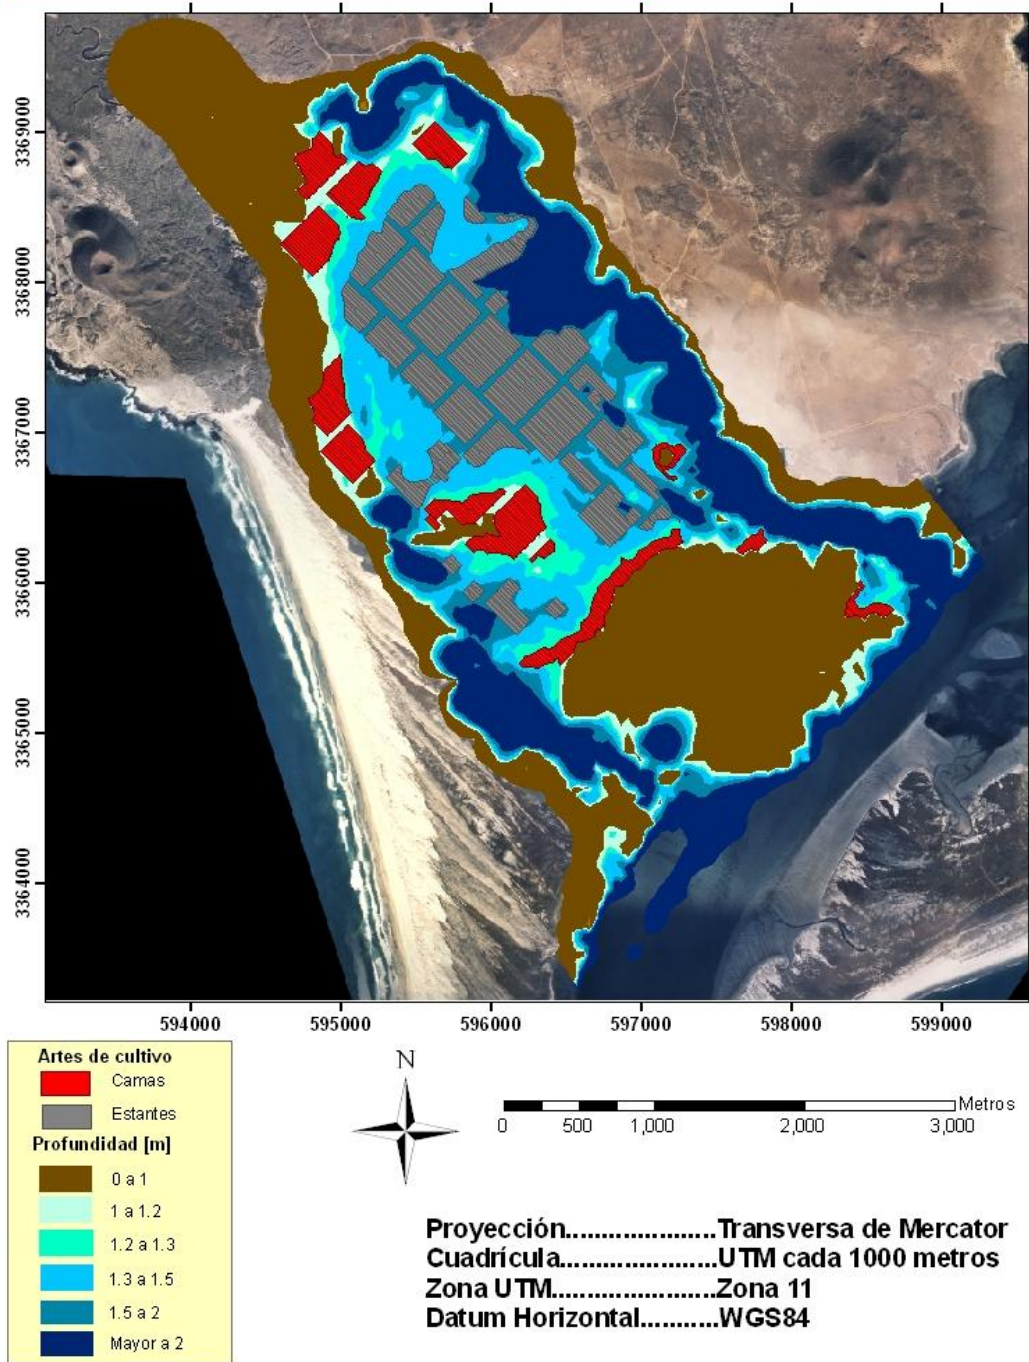 3369000
3368000
3367000
3366000
3365000
3364000
594000 595000 596000 597000 598000 599000
Artes de cultivo
Camas
Estantes
Profundidad [m]
0 a 1
1 a 1.2
1.2 a 1.3
1.3 a 1.5
1.5 a 2
Mayor a 2
N
Metros
0 500 1,000 2,000 3,000
Proyección......................Transversa de Mercator
Cuadrícula.......................UTM cada 1000 metros
Zona UTM.......................Zona 11
Datum Horizontal...........WGS84